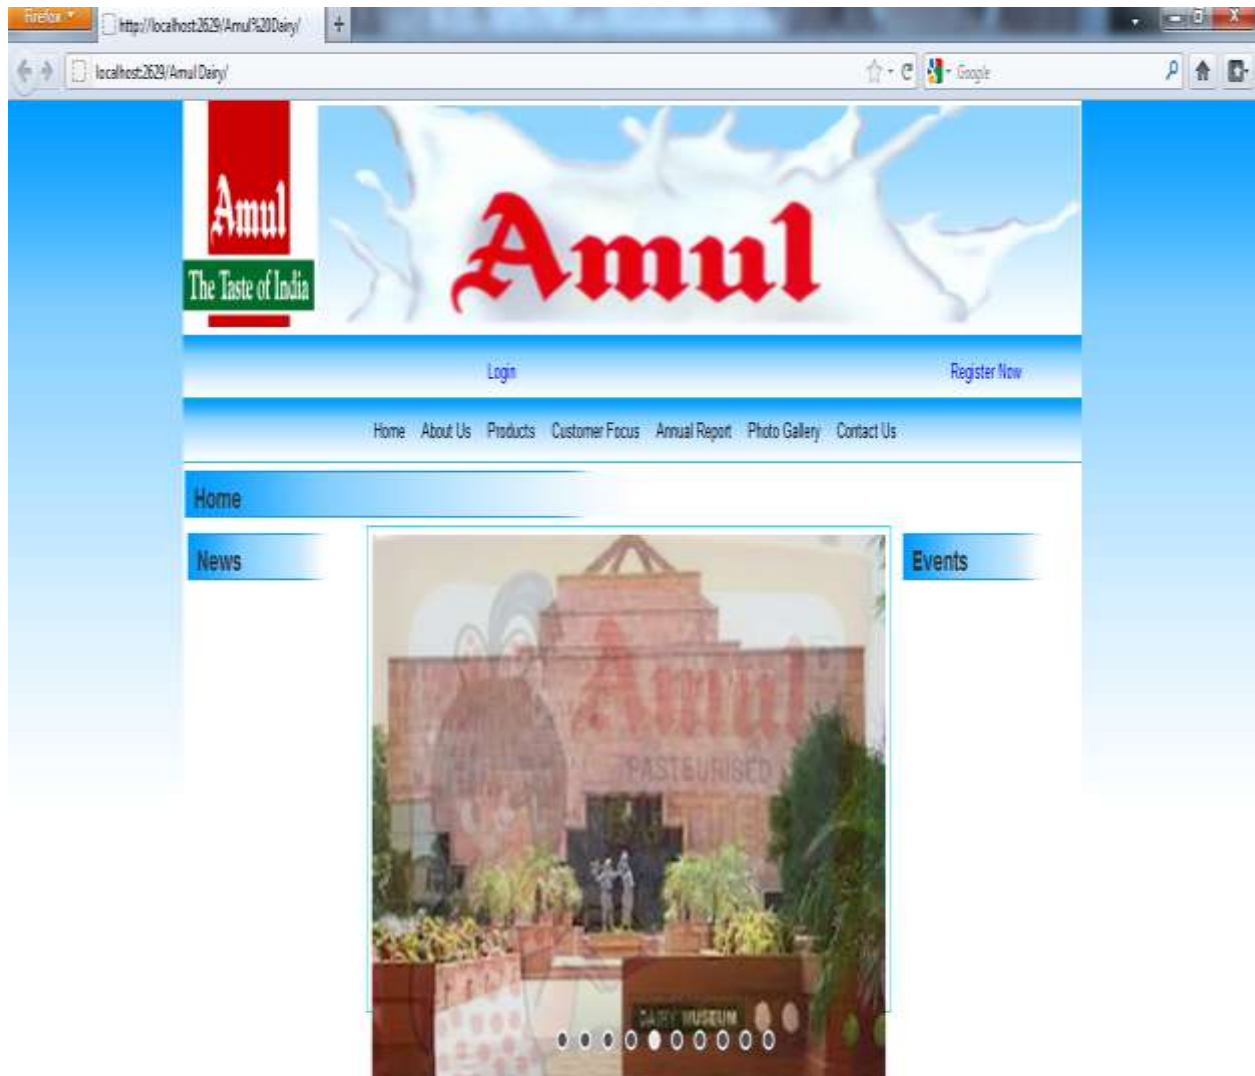 Firefox
http://localhost:2629/Amul%20Dairy/
+
localhost:2629/Amul Dairy/
Google
Amul
The Taste of India
Amul
Login
Register Now
Home About Us Products Customer Focus Annual Report Photo Gallery Contact Us
Home
News
Events
Amul
PASTEURISED
DAIRY MUSEUM